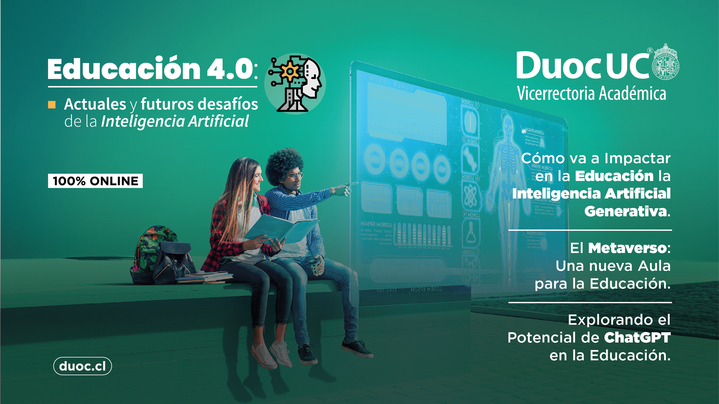 Educación 4.0:
Actuales y futuros desafíos
de la Inteligencia Artificial
100% ONLINE
DuocUC®
Vicerrectoria Académica
Cómo va a Impactar
en la Educación la
Inteligencia Artificial
Generativa.
El Metaverso:
Una nueva Aula
para la Educación.
Explorando el
Potencial de ChatGPT
en la Educación.
duoc.cl